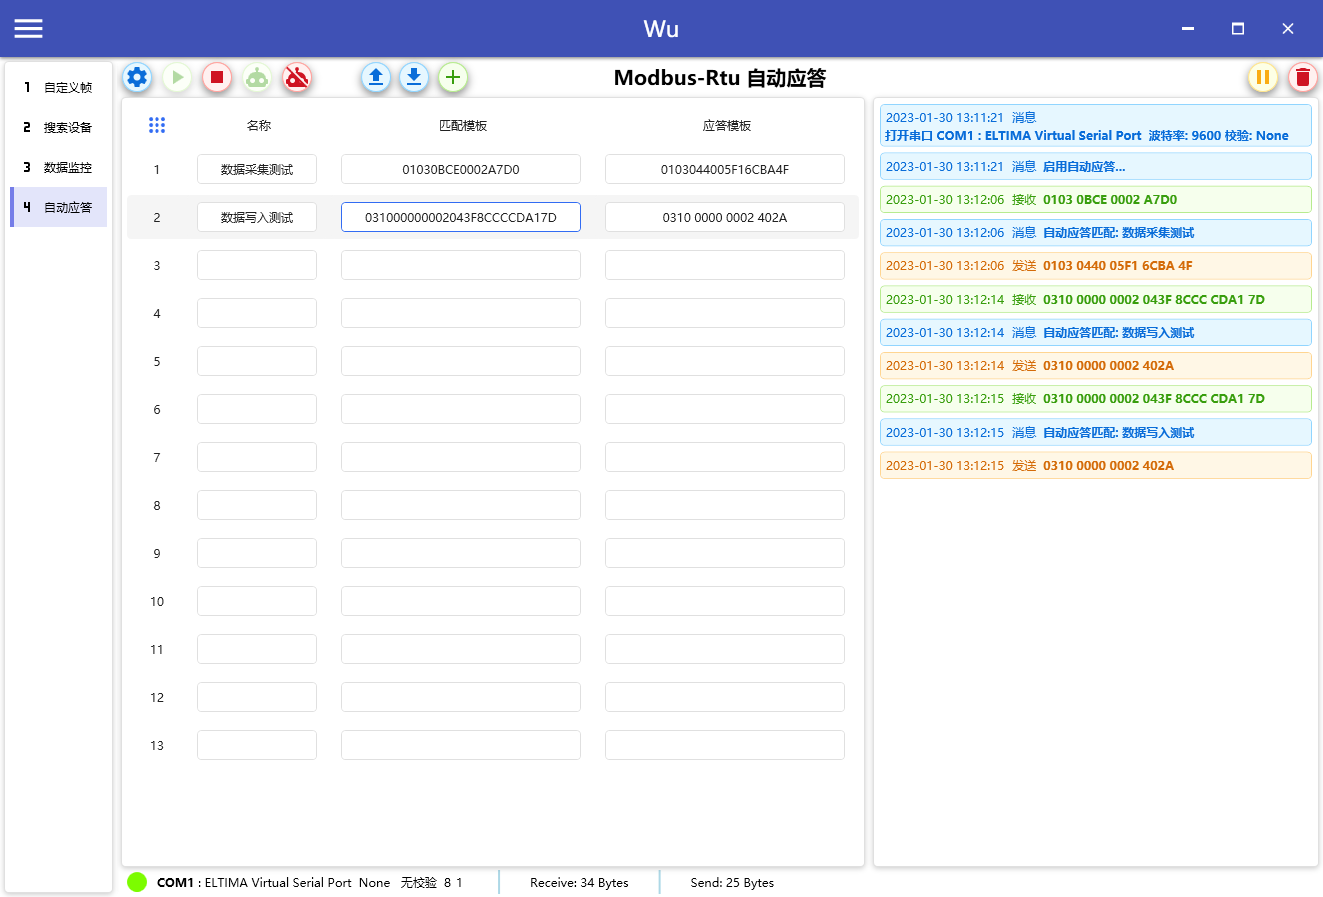 Wu
1 自定义帧
2 搜索设备
3 数据监控
4 自动应答
Modbus-Rtu 自动应答
名称 匹配模板 应答模板
1 数据采集测试 01030BCE0002A7D0 0103044005F16CBA4F
2 数据写入测试 031000000002043F8CCCCDA17D 0310 0000 0002 402A
3
4
5
6
7
8
9
10
11
12
13
2023-01-30 13:11:21 消息
打开串口 COM1 : ELTIMA Virtual Serial Port 波特率: 9600 校验: None
2023-01-30 13:11:21 消息 启用自动应答...
2023-01-30 13:12:06 接收 0103 0BCE 0002 A7D0
2023-01-30 13:12:06 消息 自动应答匹配: 数据采集测试
2023-01-30 13:12:06 发送 0103 0440 05F1 6CBA 4F
2023-01-30 13:12:14 接收 0310 0000 0002 043F 8CCC CDA1 7D
2023-01-30 13:12:14 消息 自动应答匹配: 数据写入测试
2023-01-30 13:12:14 发送 0310 0000 0002 402A
2023-01-30 13:12:15 接收 0310 0000 0002 043F 8CCC CDA1 7D
2023-01-30 13:12:15 消息 自动应答匹配: 数据写入测试
2023-01-30 13:12:15 发送 0310 0000 0002 402A
COM1 : ELTIMA Virtual Serial Port None 无校验 8 1 Receive: 34 Bytes Send: 25 Bytes